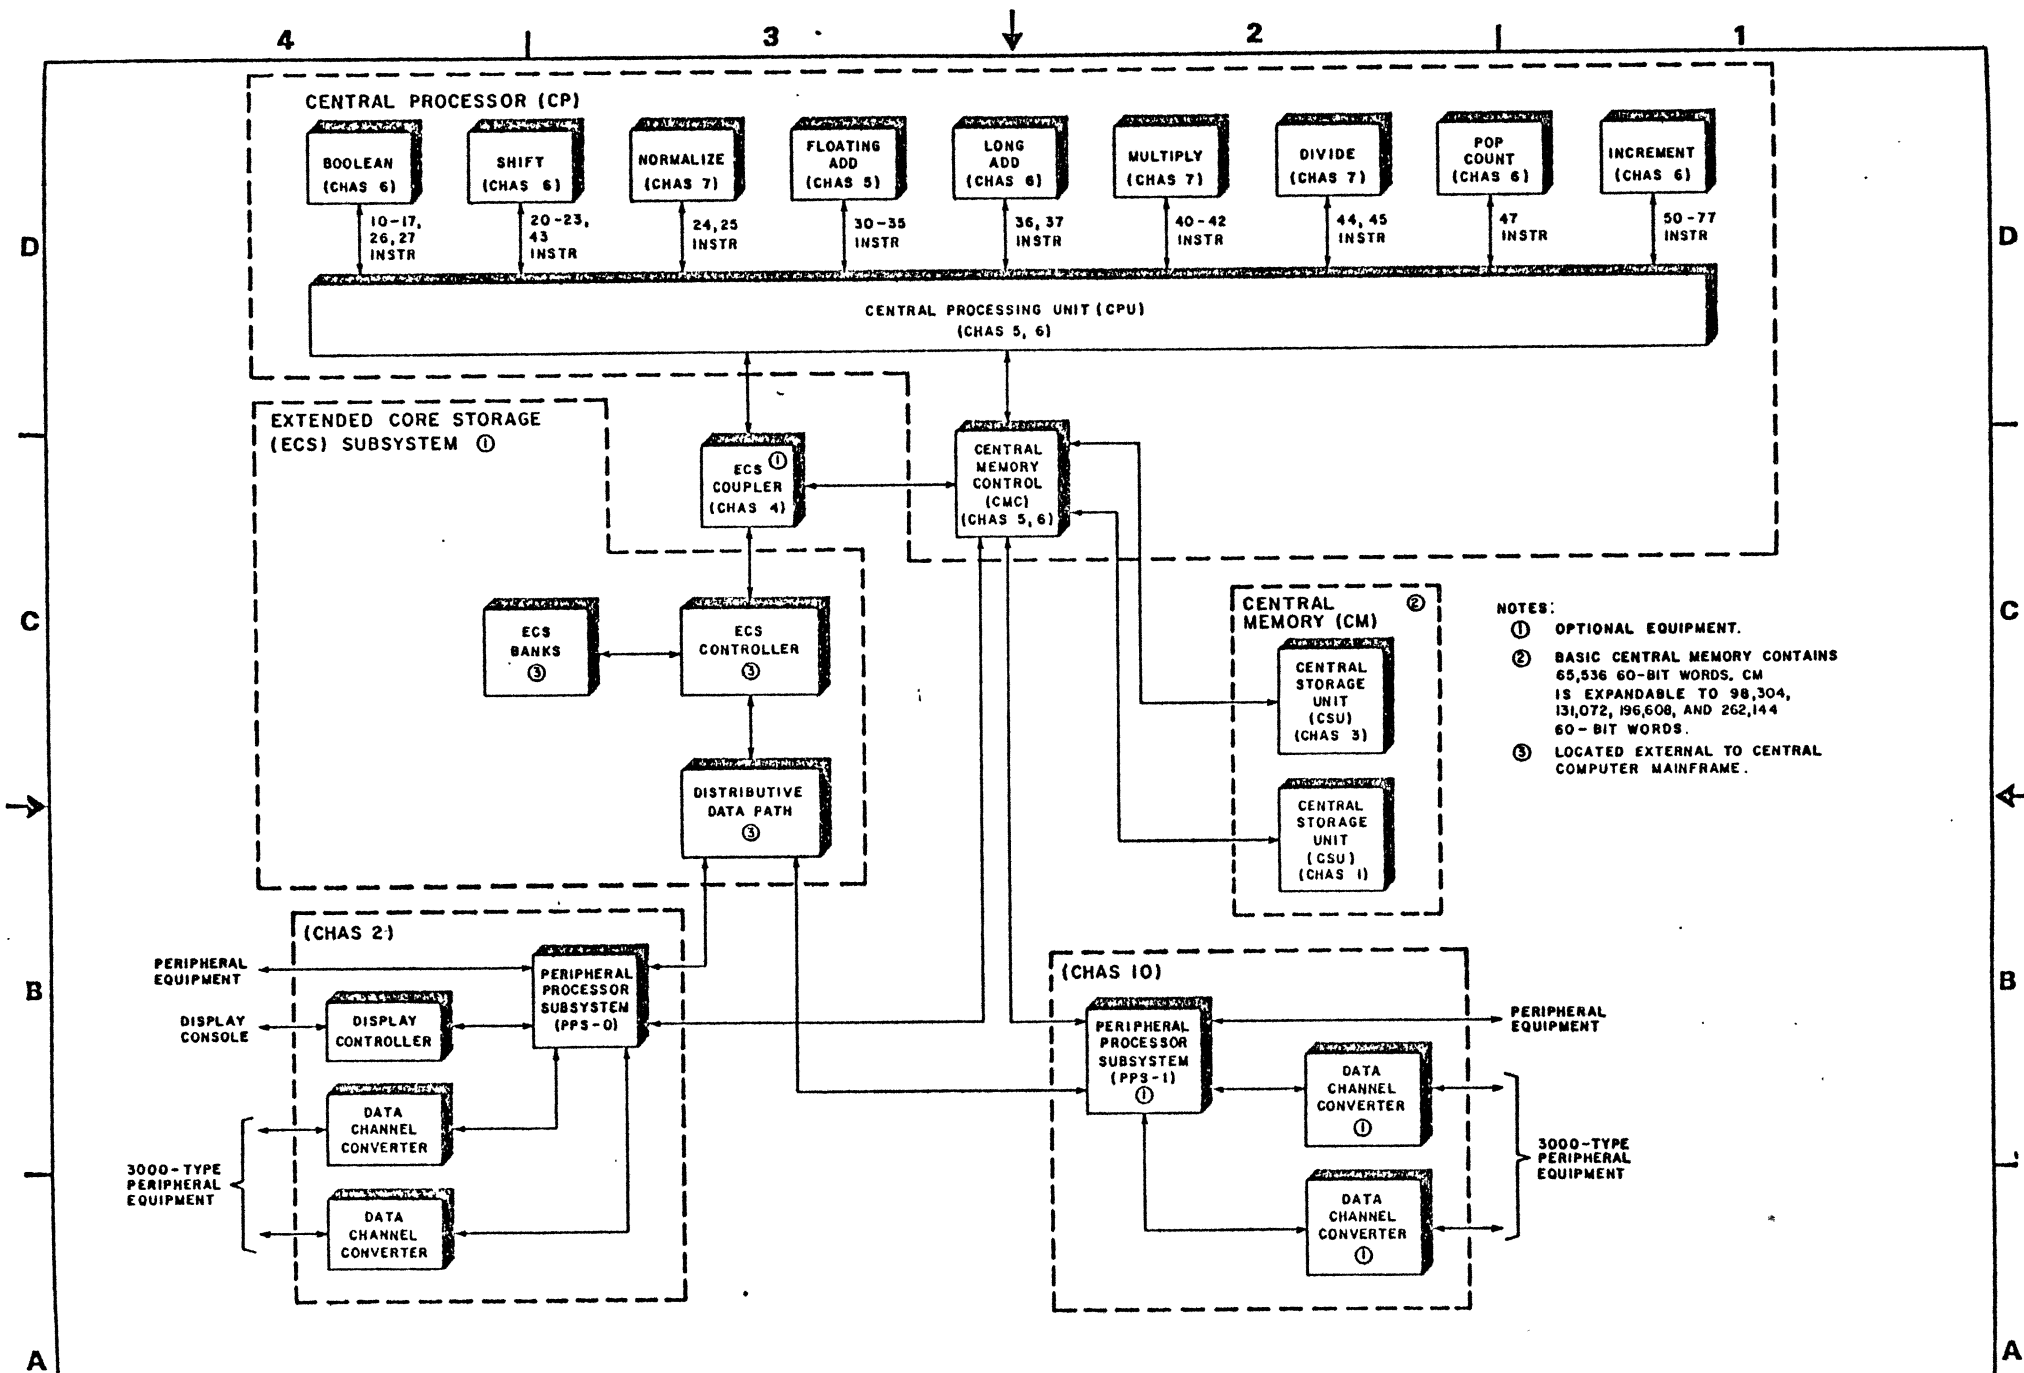 4 3 2 1
CENTRAL PROCESSOR (CP)
BOOLEAN
(CHAS 6)
SHIFT
(CHAS 6)
NORMALIZE
(CHAS 7)
FLOATING
ADD
(CHAS 5)
LONG
ADD
(CHAS 6)
MULTIPLY
(CHAS 7)
DIVIDE
(CHAS 7)
POP
COUNT
(CHAS 6)
INCREMENT
(CHAS 6)
10-17,
26,27
INSTR
20-23,
43
INSTR
24,25
INSTR
30-35
INSTR
36,37
INSTR
40-42
INSTR
44,45
INSTR
47
INSTR
50-77
INSTR
D D
CENTRAL PROCESSING UNIT (CPU)
(CHAS 5, 6)
EXTENDED CORE STORAGE
(ECS) SUBSYSTEM ①
①
ECS
COUPLER
(CHAS 4)
CENTRAL
MEMORY
CONTROL
(CMC)
(CHAS 5,6)
C C
ECS
BANKS
③
ECS
CONTROLLER
③
DISTRIBUTIVE
DATA PATH
③
CENTRAL ②
MEMORY (CM)
CENTRAL
STORAGE
UNIT
(CSU)
(CHAS 3)
CENTRAL
STORAGE
UNIT
(CSU)
(CHAS 1)
NOTES:
① OPTIONAL EQUIPMENT.
② BASIC CENTRAL MEMORY CONTAINS
65,536 60-BIT WORDS. CM
IS EXPANDABLE TO 98,304,
131,072, 196,608, AND 262,144
60-BIT WORDS.
③ LOCATED EXTERNAL TO CENTRAL
COMPUTER MAINFRAME.
B B
(CHAS 2)
PERIPHERAL
EQUIPMENT
PERIPHERAL
PROCESSOR
SUBSYSTEM
(PPS-0)
DISPLAY
CONSOLE
DISPLAY
CONTROLLER
DATA
CHANNEL
CONVERTER
3000-TYPE
PERIPHERAL
EQUIPMENT
DATA
CHANNEL
CONVERTER
(CHAS 10)
PERIPHERAL
PROCESSOR
SUBSYSTEM
(PPS-1)
①
PERIPHERAL
EQUIPMENT
DATA
CHANNEL
CONVERTER
①
3000-TYPE
PERIPHERAL
EQUIPMENT
DATA
CHANNEL
CONVERTER
①
A A